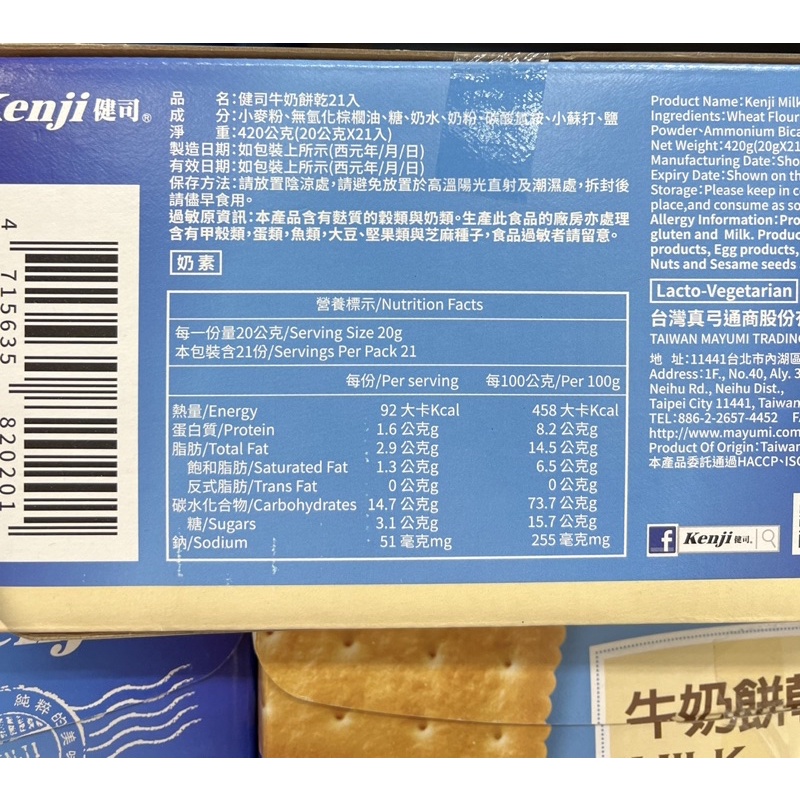 Kenji 健司®
品 名:健司牛奶餅乾21入
成 分:小麥粉、無氫化棕櫚油、糖、奶水、奶粉、碳酸氫銨、小蘇打、鹽
淨 重:420公克(20公克X21入)
製造日期:如包裝上所示(西元年/月/日)
有效日期:如包裝上所示(西元年/月/日)
保存方法:請放置陰涼處,請避免放置於高溫陽光直射及潮濕處,拆封後
請儘早食用。
過敏原資訊:本產品含有麩質的穀類與奶類。生產此食品的廠房亦處理
含有甲殼類,蛋類,魚類,大豆、堅果類與芝麻種子,食品過敏者請留意。
奶素
營養標示/Nutrition Facts
每一份量20公克/Serving Size 20g
本包裝含21份/Servings Per Pack 21
每份/Per serving 每100公克/Per 100g
熱量/Energy 92 大卡Kcal 458 大卡Kcal
蛋白質/Protein 1.6 公克g 8.2 公克g
脂肪/Total Fat 2.9 公克g 14.5 公克g
飽和脂肪/Saturated Fat 1.3 公克g 6.5 公克g
反式脂肪/Trans Fat 0 公克g 0 公克g
碳水化合物/Carbohydrates 14.7 公克g 73.7 公克g
糖/Sugars 3.1 公克g 15.7 公克g
鈉/Sodium 51 毫克mg 255 毫克mg
4 715635 820201
Product Name:Kenji Milk
Ingredients:Wheat Flour
Powder、Ammonium Bica
Net Weight:420g(20gX21
Manufacturing Date:Sho
Expiry Date:Shown on th
Storage:Please keep in c
place,and consume as so
Allergy Information:Pro
gluten and Milk. Produc
products, Egg products,
Nuts and Sesame seeds
Lacto-Vegetarian
台灣真弓通商股份有
TAIWAN MAYUMI TRADING
地 址:11441台北市內湖區
Address:1F., No.40, Aly. 3
Neihu Rd., Neihu Dist.,
Taipei City 11441, Taiwan
TEL:886-2-2657-4452 FA
http://www.mayumi.com
Product Of Origin:Taiwan
本產品委託通過HACCP、ISO
f Kenji 健司
純粹的美
牛奶餅乾